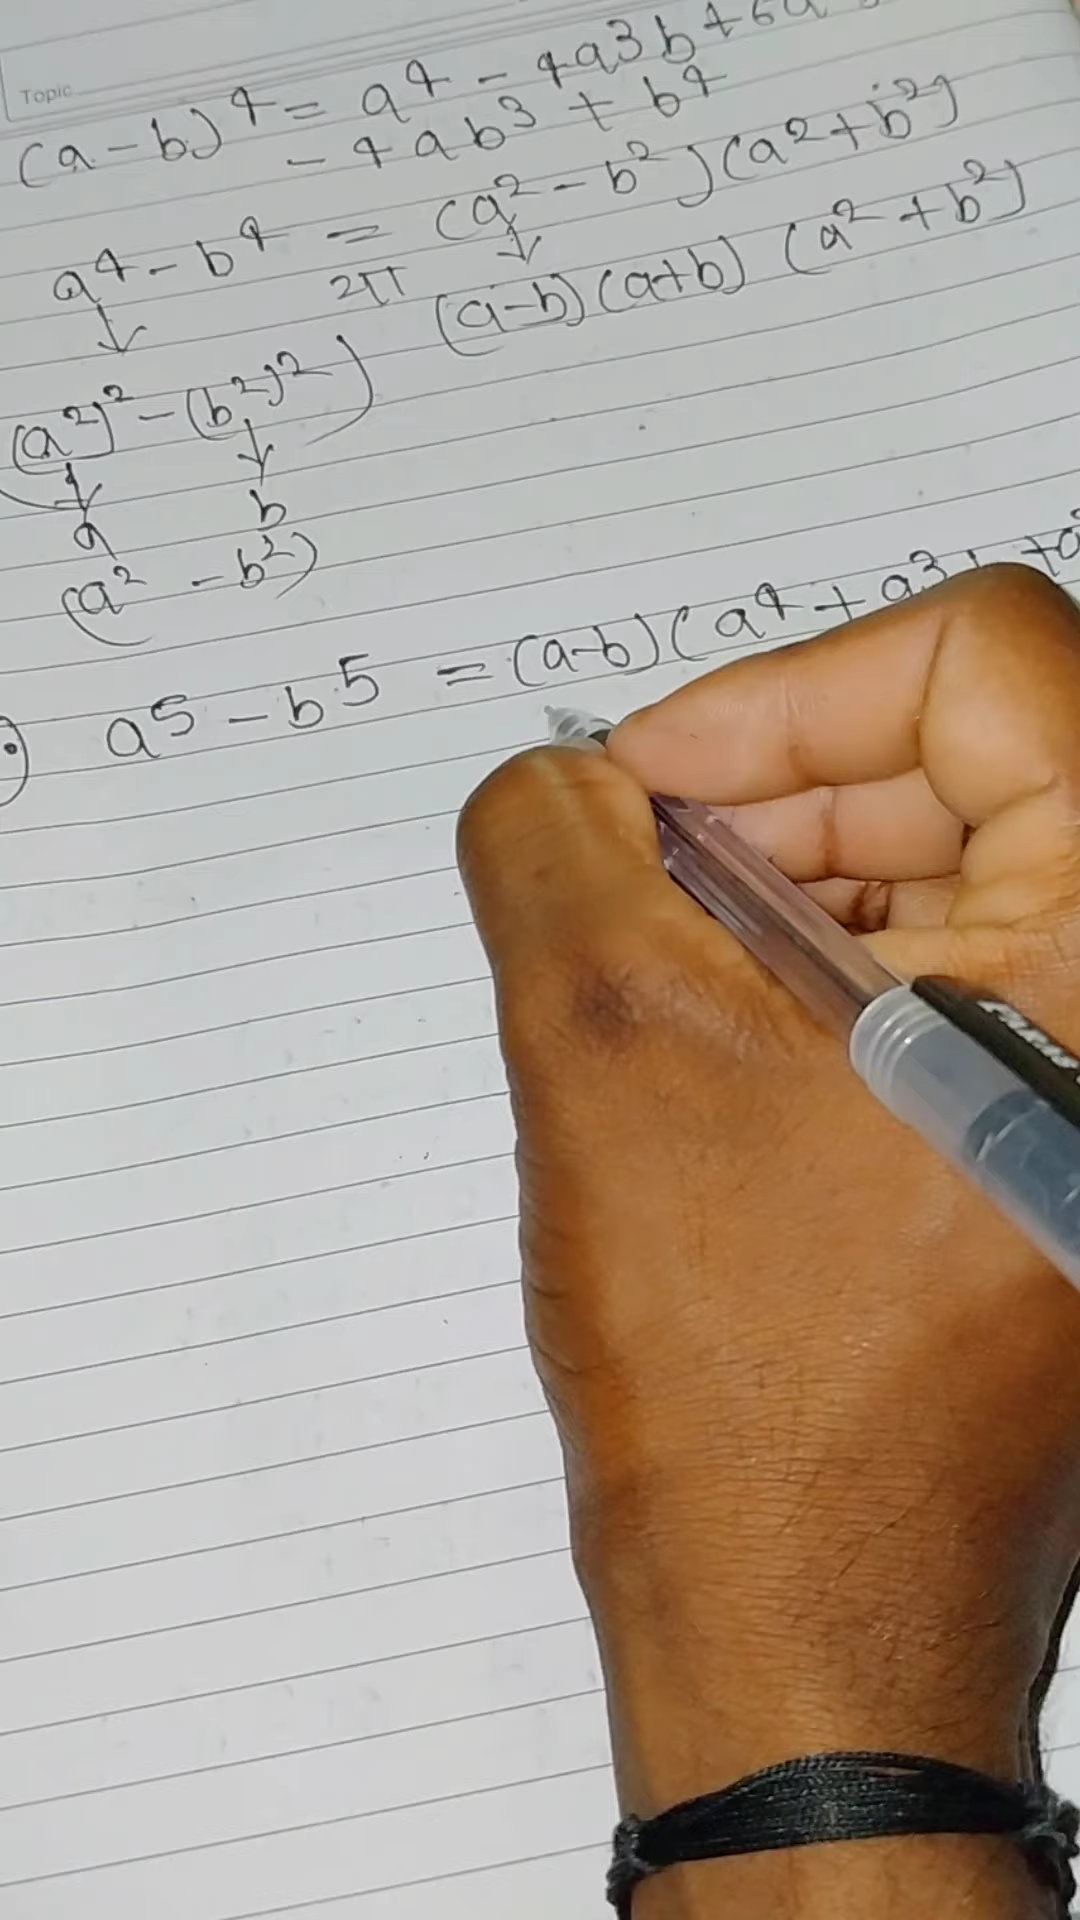 Topic
(a-b)⁴ = a⁴ - 4a³b + 6a
- 4ab³ + b⁴
a⁴ - b⁴ = (a² - b²)(a² + b²)
↓ 2π ↓
(a-b)(a+b) (a² + b²)
(a²)² - (b²)²)
↓ ↓
a b
(a² - b²)
a⁵ - b⁵ = (a-b)(a⁴ + a³